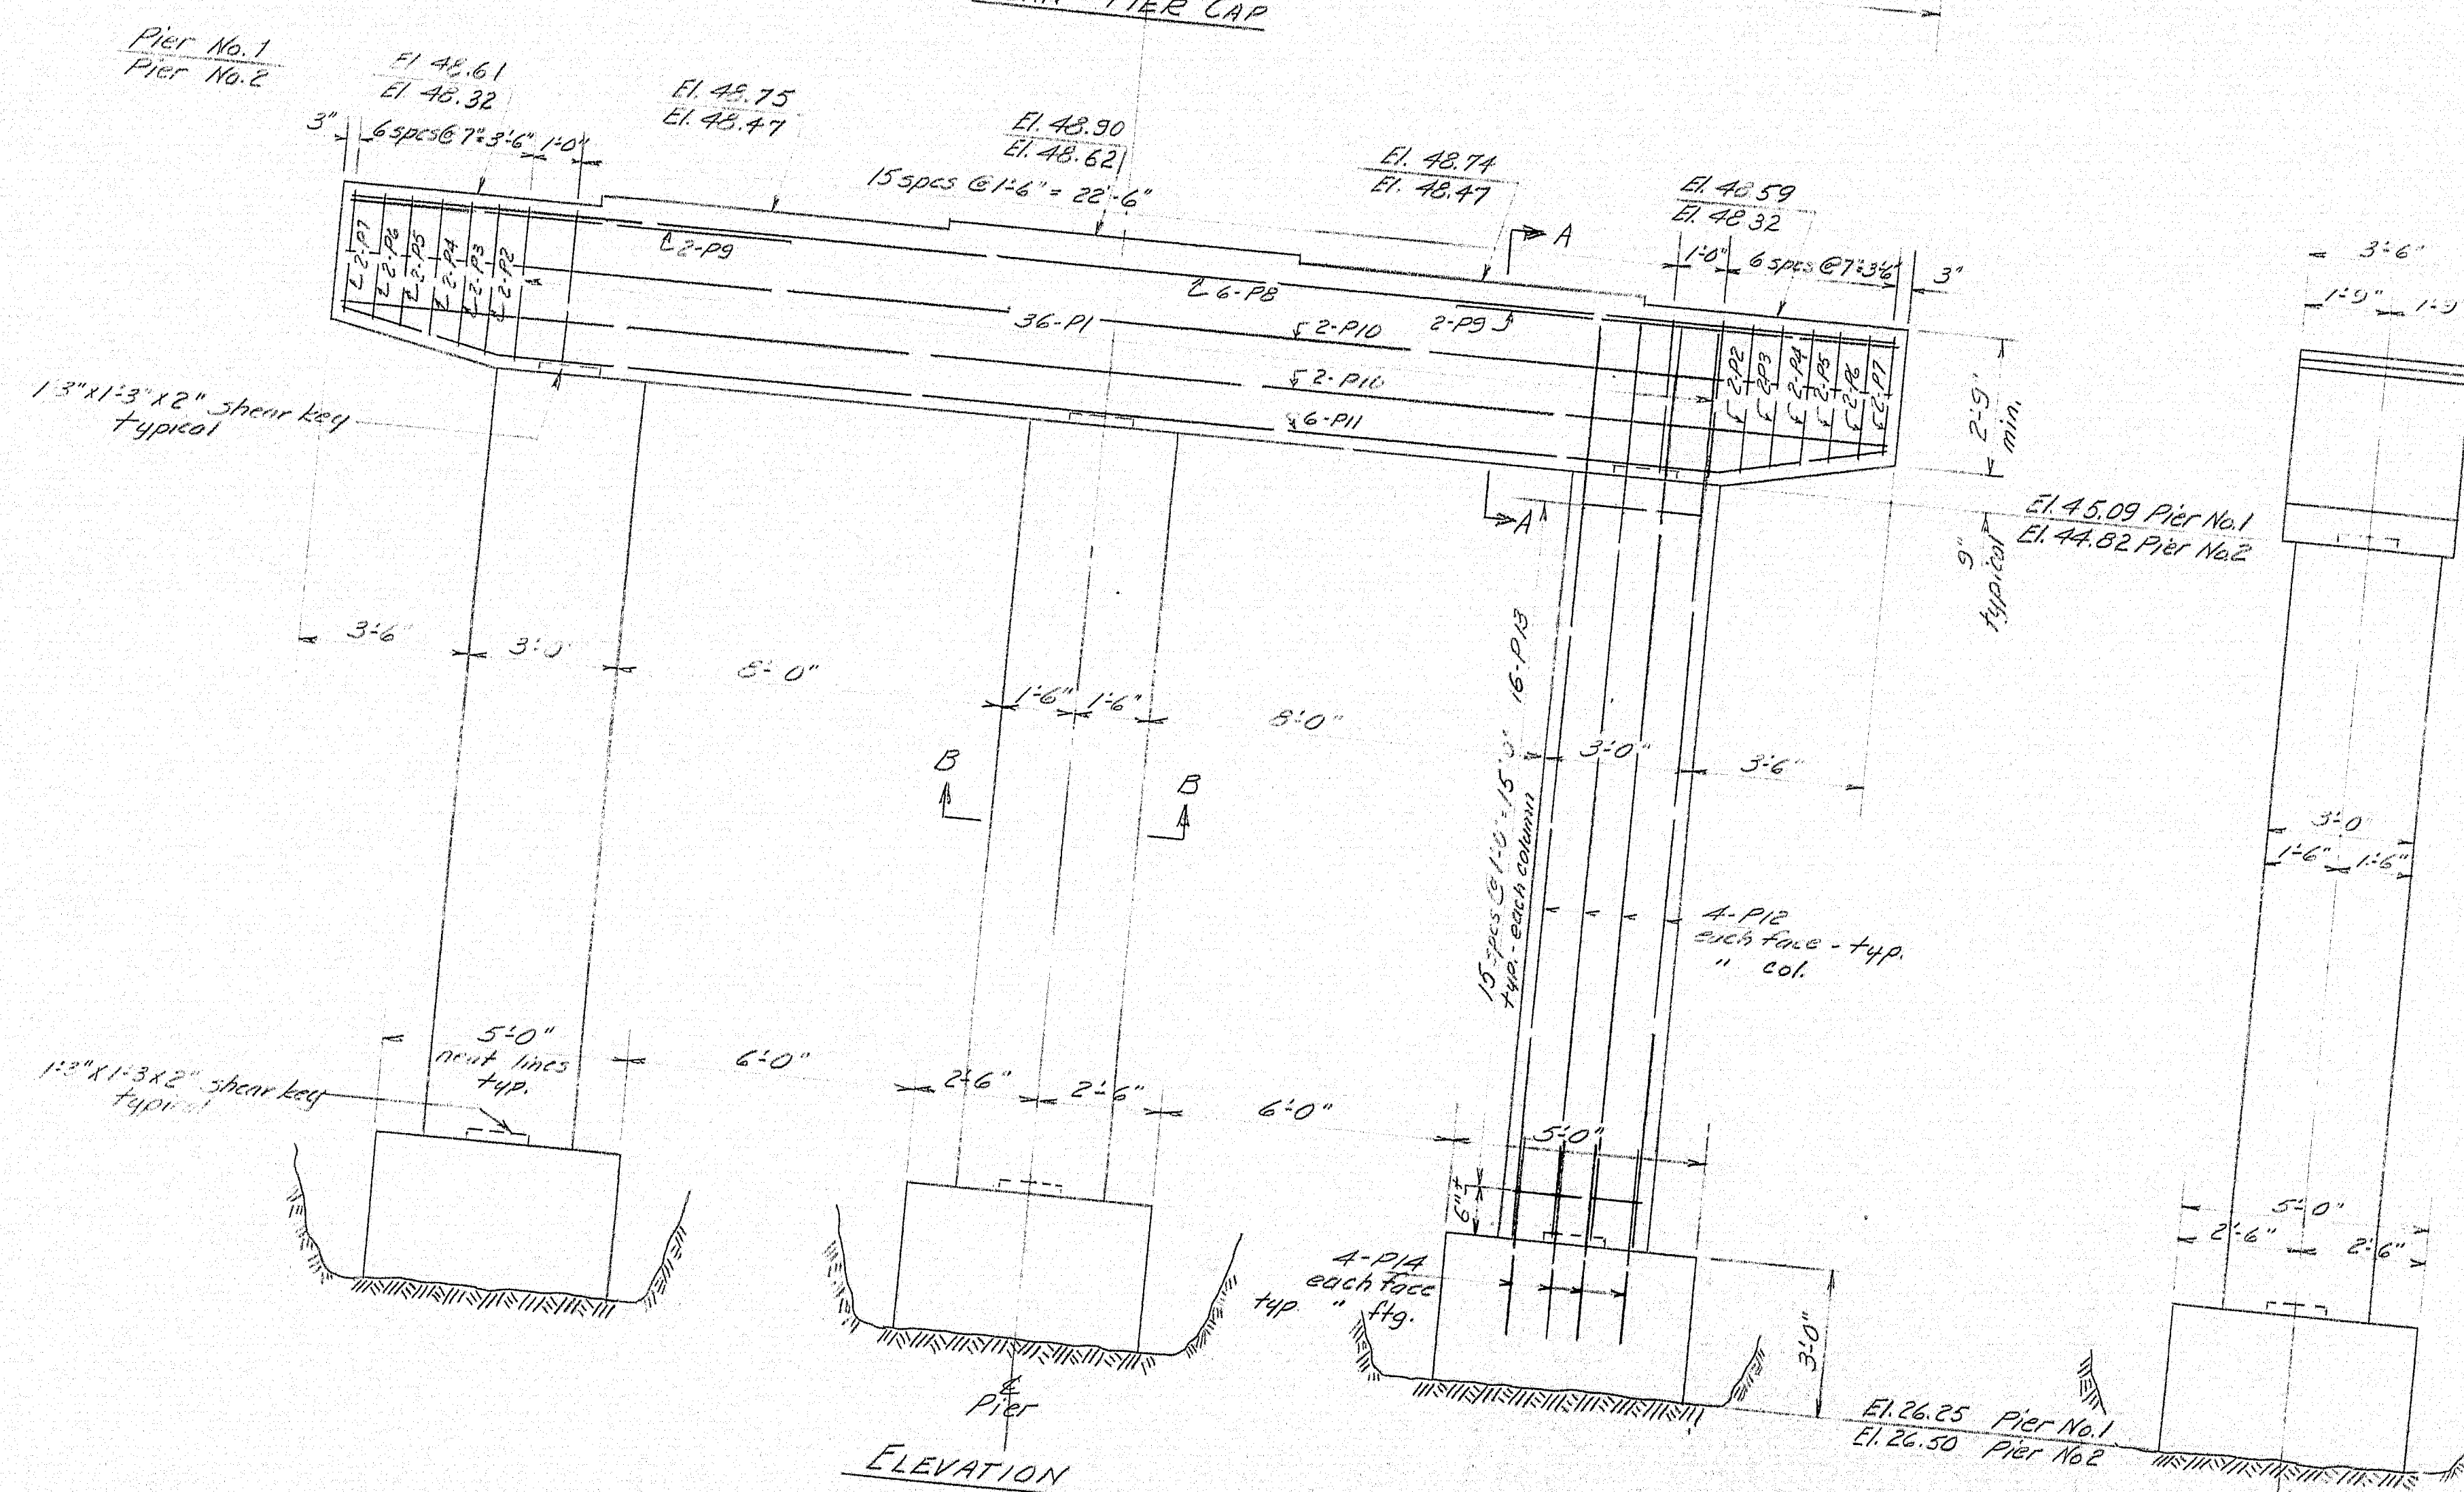 PIER CAP
Pier No.1
Pier No.2
El 48.61
El. 48.32
El. 48.75
El. 48.47
El. 48.90
El. 48.62
El. 48.74
El. 48.47
El. 48.59
El. 48.32
3"
6 spcs @ 7"=3'-6"
1'-0"
15 spcs @ 1'-6" = 22'-6"
A
1'-0"
6 spcs @ 7"=3'-6"
3"
3'-6"
1'-9"
1'-9
2-P7
2-P6
2-P5
2-P4
2-P3
2-P2
2-P9
6-P8
36-P1
2-P10
2-P9
2-P10
6-P11
2-P2
2-P3
2-P4
2-P5
2-P6
2-P7
2'-9"
min.
1'-3"x1'-3"x2" shear key
typical
A
El. 45.09 Pier No.1
El. 44.82 Pier No.2
9"
typical
3'-6"
3'-0"
8'-0"
1'-6"
1'-6"
8'-0"
3'-0"
3'-6"
16-P13
15 spcs @ 1'-0" = 15'-0"
typ. - each column
B
B
3'-0"
1'-6"
1'-6"
4-P12
each face - typ.
" col.
5'-0"
neat lines
typ.
6'-0"
2'-6"
2'-6"
6'-0"
5'-0"
1'-3"x1'-3x2" shear key
typical
6"±
5'-0"
2'-6"
2'-6"
4-P14
each face
typ. " ftg.
3'-0"
℄
Pier
El. 26.25 Pier No.1
El. 26.50 Pier No2
ELEVATION